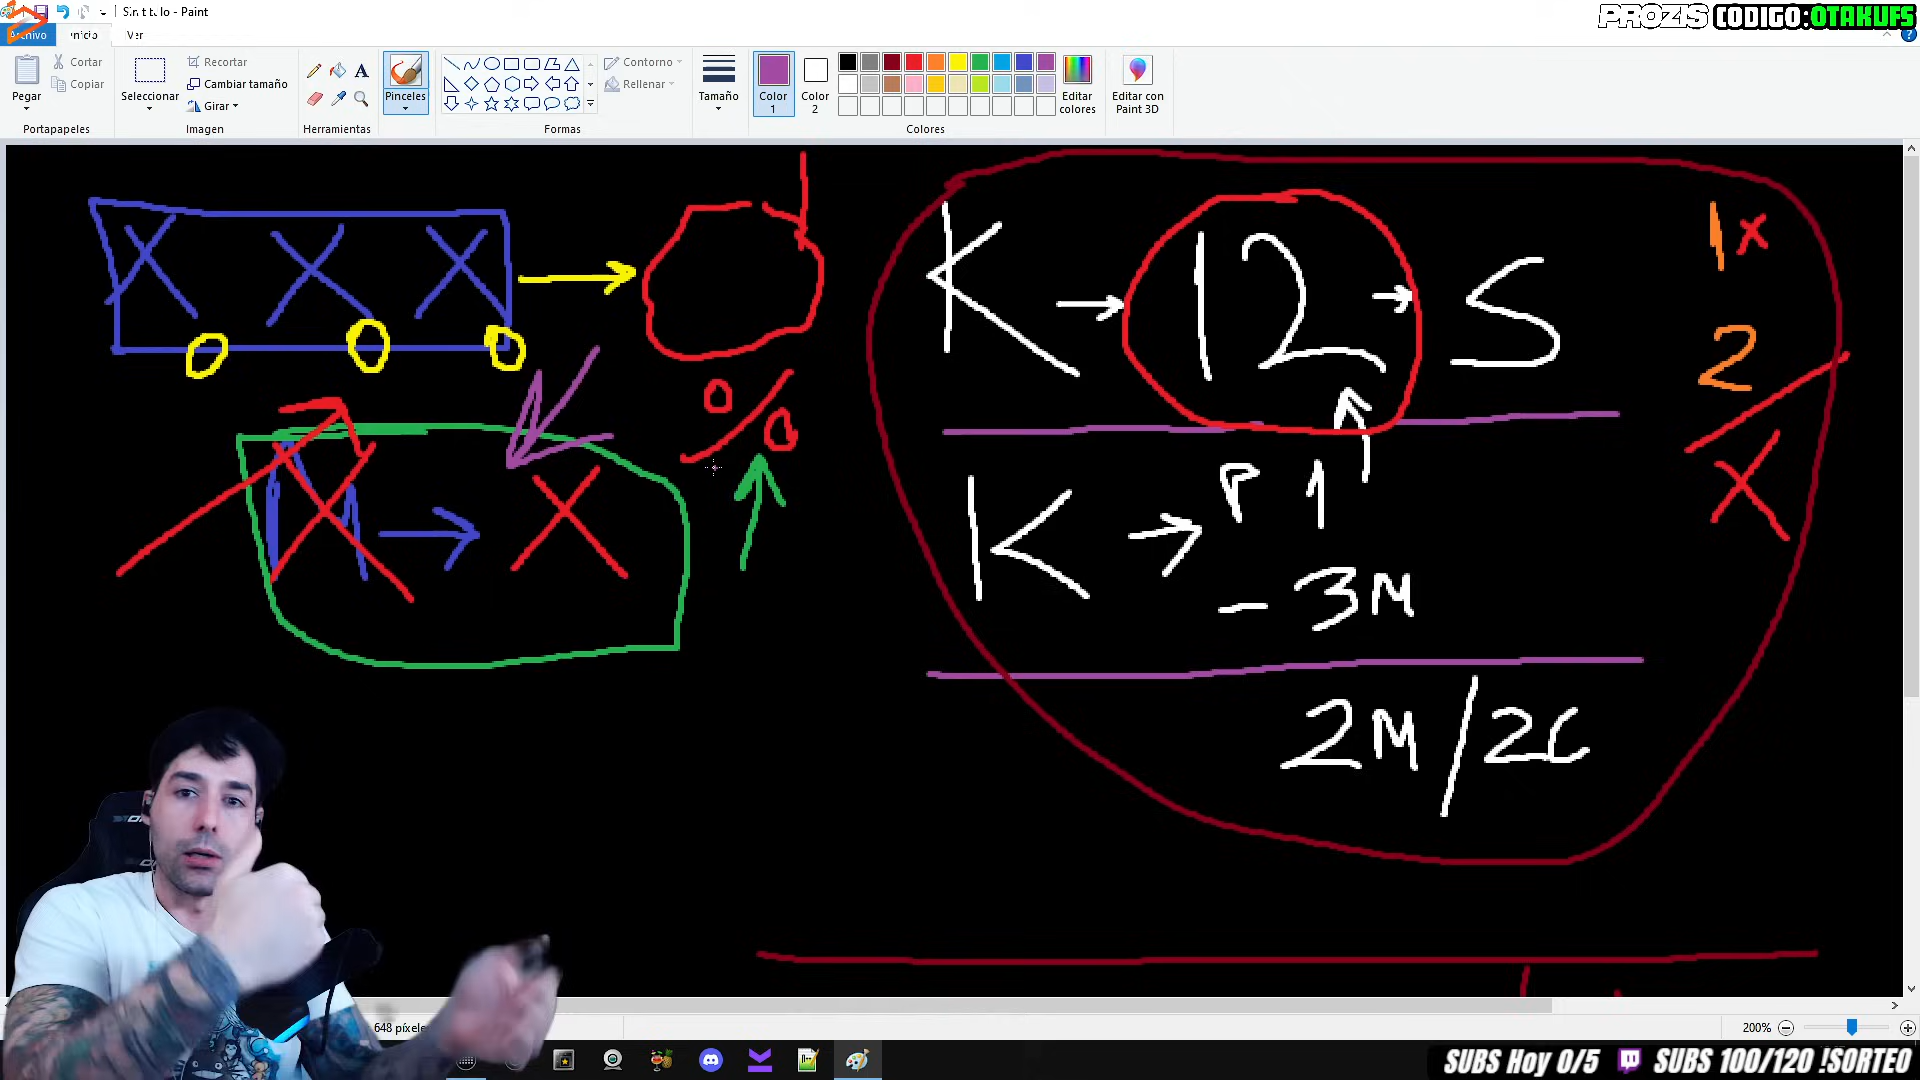 Sin título - Paint
PROZIS CODIGO:OTAKUFS
Archivo Inicio Ver
Pegar
Cortar
Copiar
Portapapeles
Seleccionar
Recortar
Cambiar tamaño
Girar
Imagen
Herramientas
Pinceles
Contorno
Rellenar
Formas
Tamaño
Color 1
Color 2
Editar colores
Colores
Editar con Paint 3D
X X X
K → 12 → S
1x
2
X
%
X → X
K → P 1
- 3M
2M/2C
648 píxele
200%
SUBS Hoy 0/5 SUBS 100/120 !SORTEO